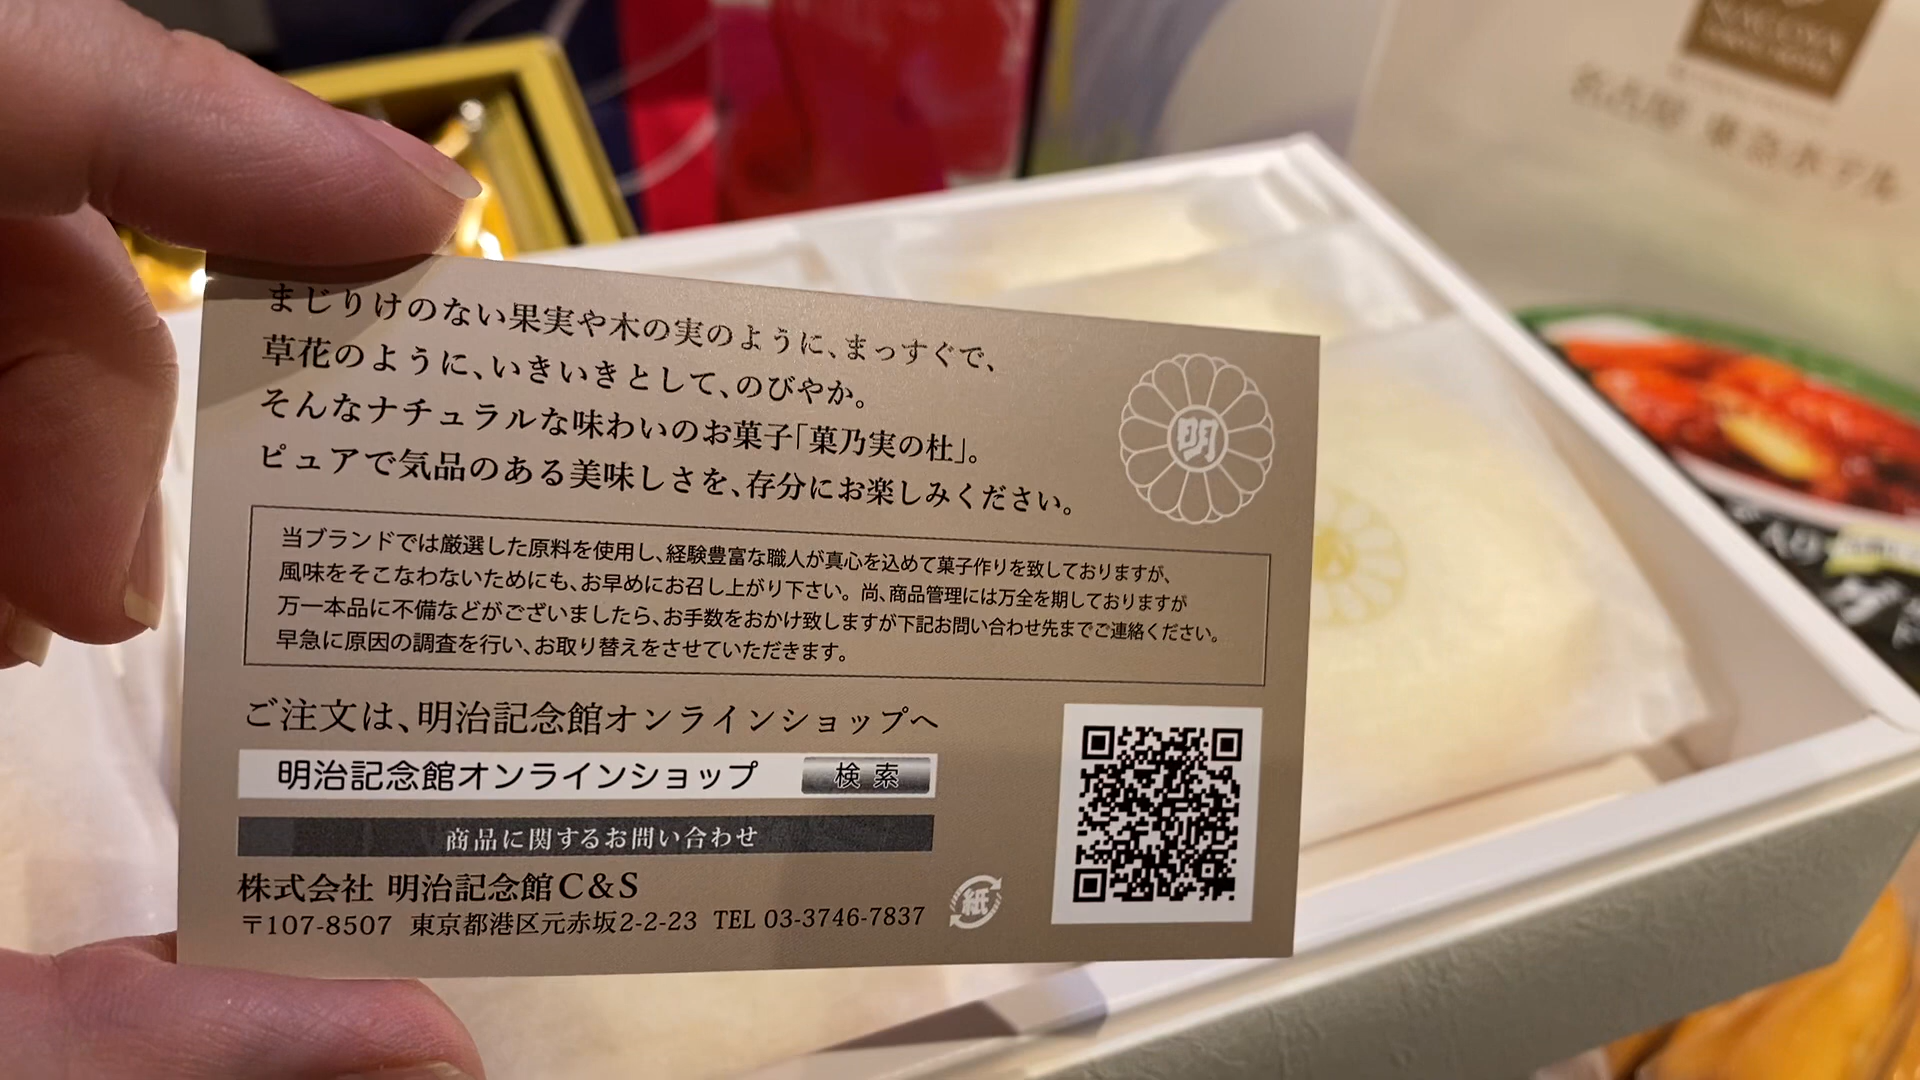 まじりけのない果実や木の実のように、まっすぐで、
草花のように、いきいきとして、のびやか。
そんなナチュラルな味わいのお菓子「菓乃実の杜」。
ピュアで気品のある美味しさを、存分にお楽しみください。
明
当ブランドでは厳選した原料を使用し、経験豊富な職人が真心を込めて菓子作りを致しておりますが、
風味をそこなわないためにも、お早めにお召し上がり下さい。尚、商品管理には万全を期しておりますが
万一本品に不備などがございましたら、お手数をおかけ致しますが下記お問い合わせ先までご連絡ください。
早急に原因の調査を行い、お取り替えをさせていただきます。
ご注文は、明治記念館オンラインショップへ
明治記念館オンラインショップ 検索
商品に関するお問い合わせ
株式会社 明治記念館C&S
〒107-8507 東京都港区元赤坂2-2-23 TEL 03-3746-7837
紙
NAGOYA
名古屋 東急ホテル